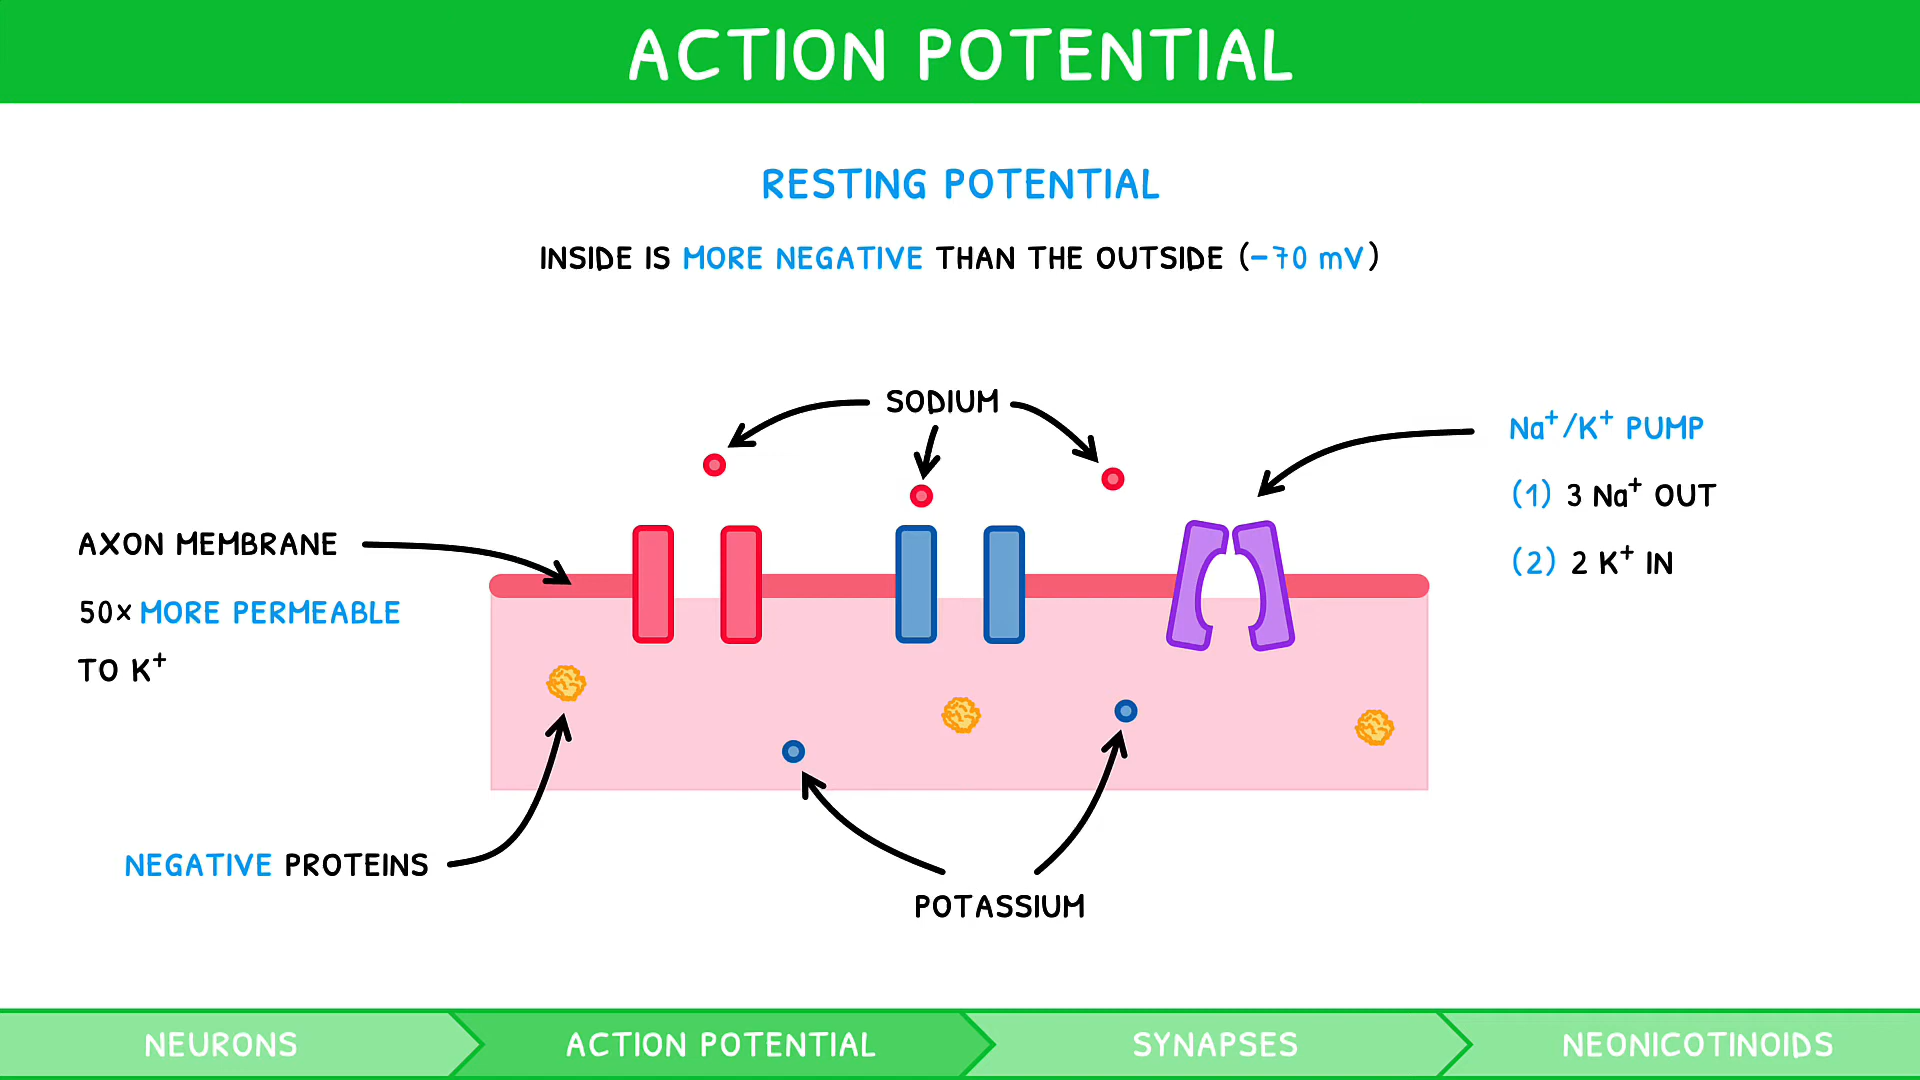 ACTION POTENTIAL
RESTING POTENTIAL
INSIDE IS MORE NEGATIVE THAN THE OUTSIDE (-70 mV)
SODIUM
Na⁺/K⁺ PUMP
(1) 3 Na⁺ OUT
(2) 2 K⁺ IN
AXON MEMBRANE
50x MORE PERMEABLE
TO K⁺
NEGATIVE PROTEINS
POTASSIUM
NEURONS
ACTION POTENTIAL
SYNAPSES
NEONICOTINOIDS